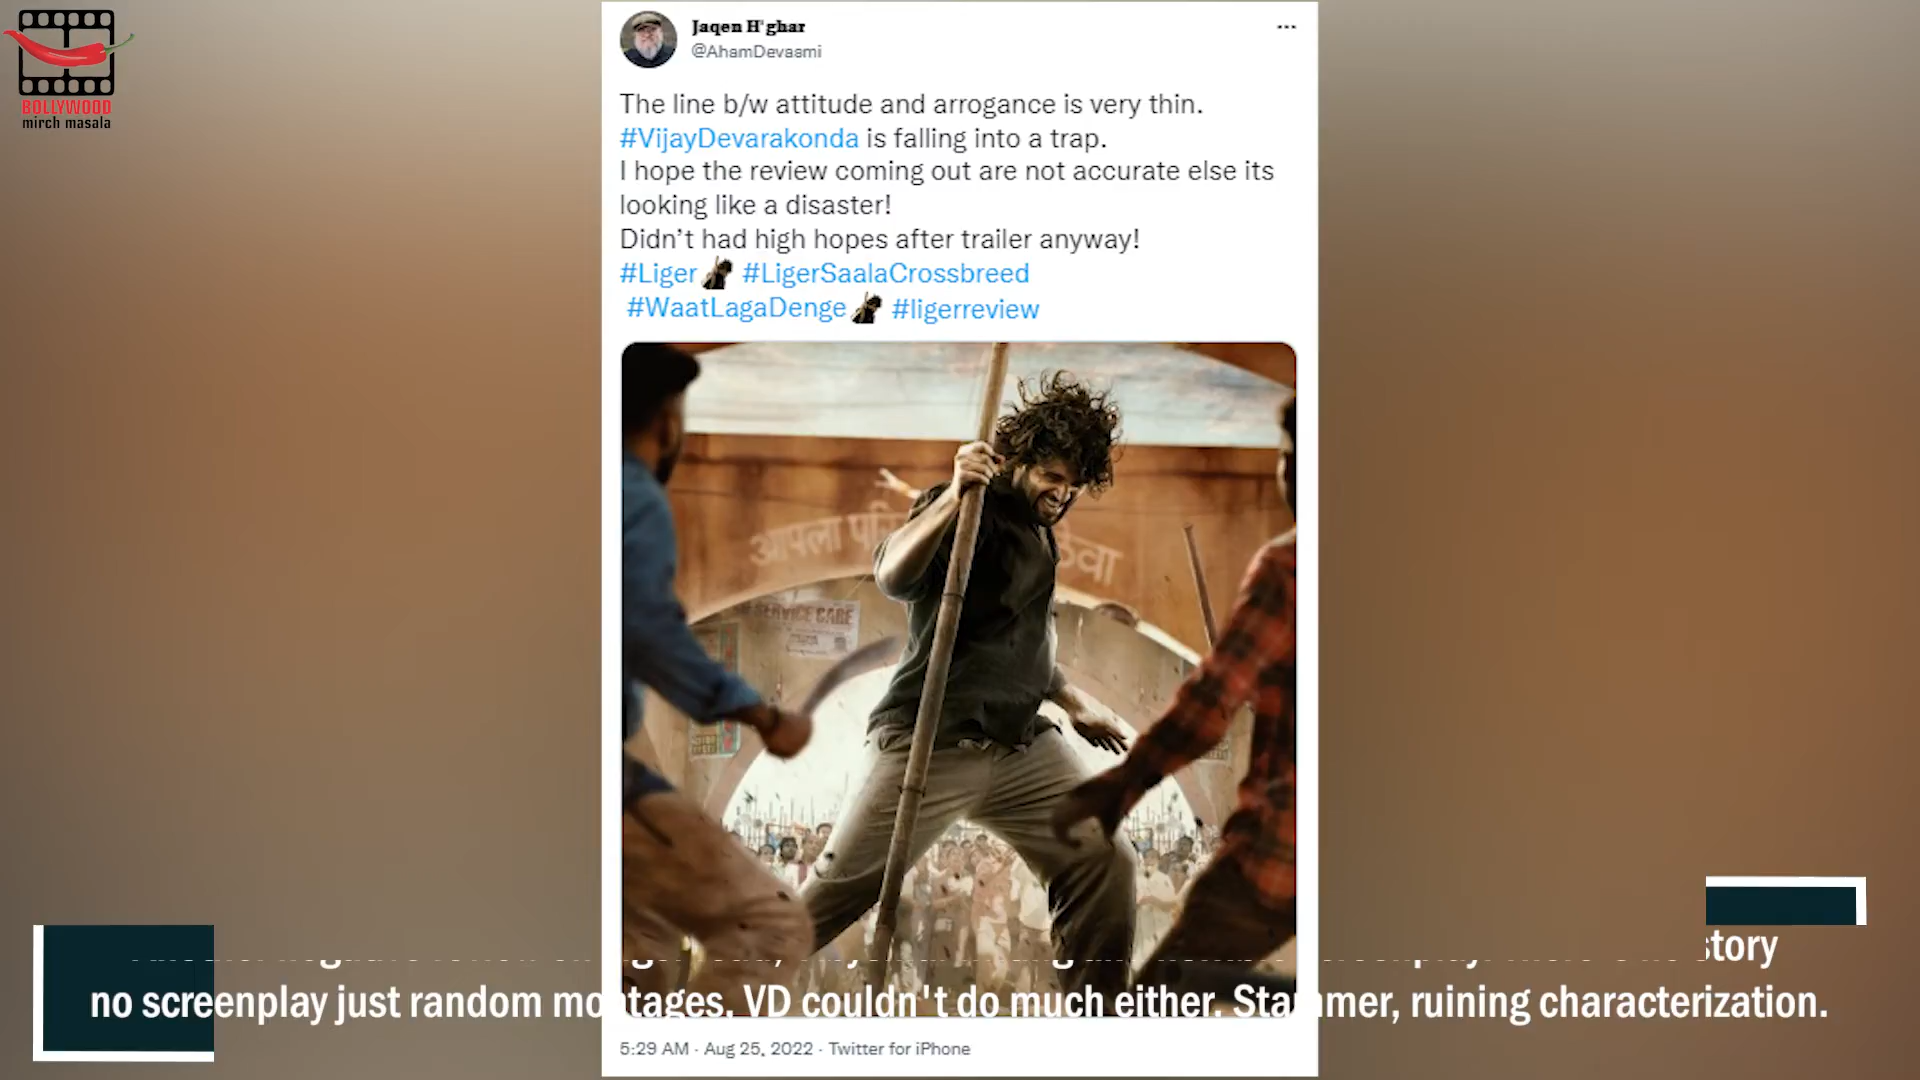 BOLLYWOOD
mirch masala
Jaqen H'ghar
@AhamDevaami
The line b/w attitude and arrogance is very thin.
#VijayDevarakonda is falling into a trap.
I hope the review coming out are not accurate else its
looking like a disaster!
Didn't had high hopes after trailer anyway!
#Liger #LigerSaalaCrossbreed
#WaatLagaDenge #ligerreview
आपला
ठेवा
SERVICE CARE
story
no screenplay just random montages. VD couldn't do much either. Stammer, ruining characterization.
5:29 AM · Aug 25, 2022 · Twitter for iPhone